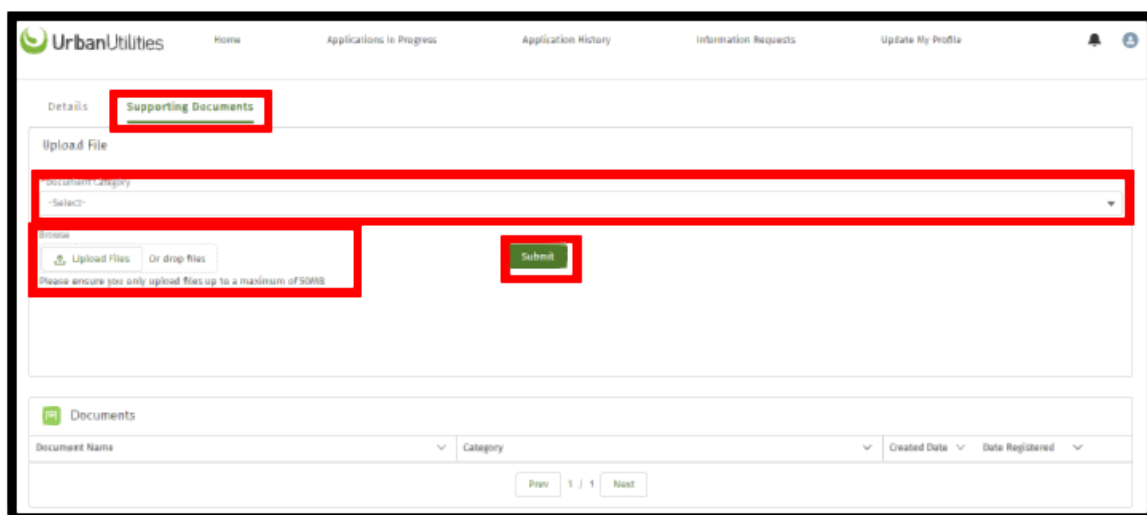 UrbanUtilities Home Applications In Progress Application History Information Requests Update My Profile
Details Supporting Documents
Upload File
*Document Category
-Select-
Browse
Upload Files Or drop files
Submit
Please ensure you only upload files up to a maximum of 50MB
Documents
Document Name Category Created Date Date Registered
Prev 1 / 1 Next